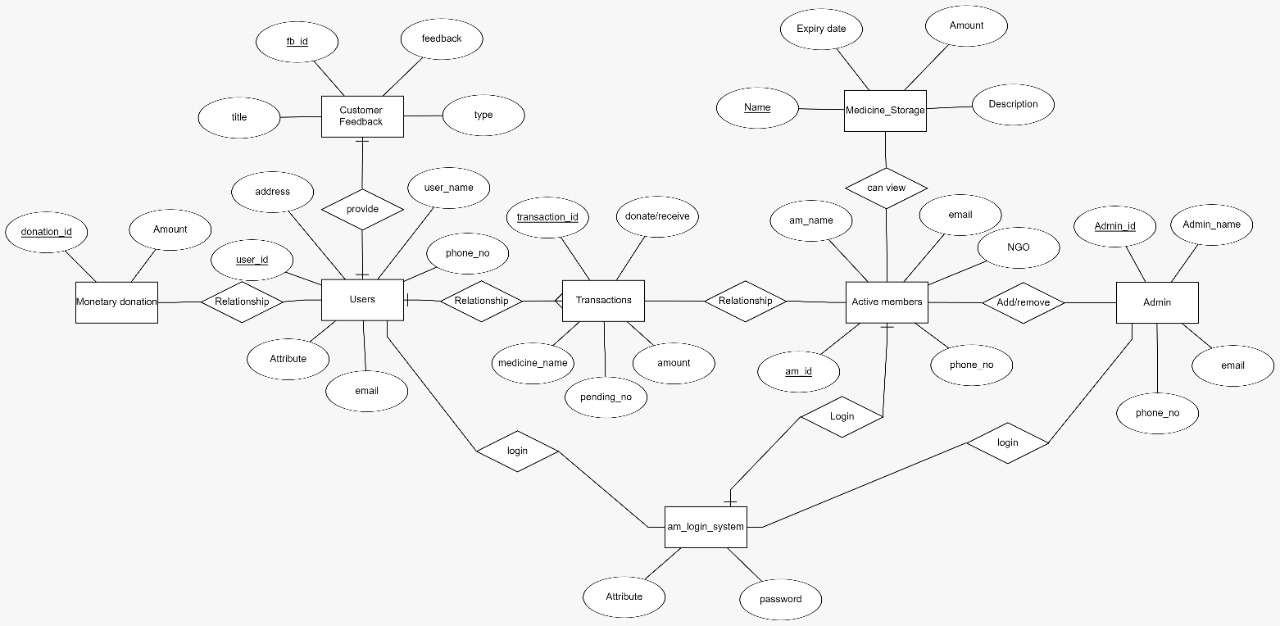 Expiry date
Amount
fb_id
feedback
Customer
Feedback
title
type
Name
Medicine_Storage
Description
address
user_name
can view
provide
transaction_id
donate/receive
am_name
email
Admin_id
Admin_name
donation_id
Amount
user_id
phone_no
NGO
Monetary donation
Relationship
Users
Relationship
Transactions
Relationship
Active members
Add/remove
Admin
Attribute
email
medicine_name
amount
pending_no
am_id
phone_no
email
phone_no
Login
login
login
am_login_system
Attribute
password